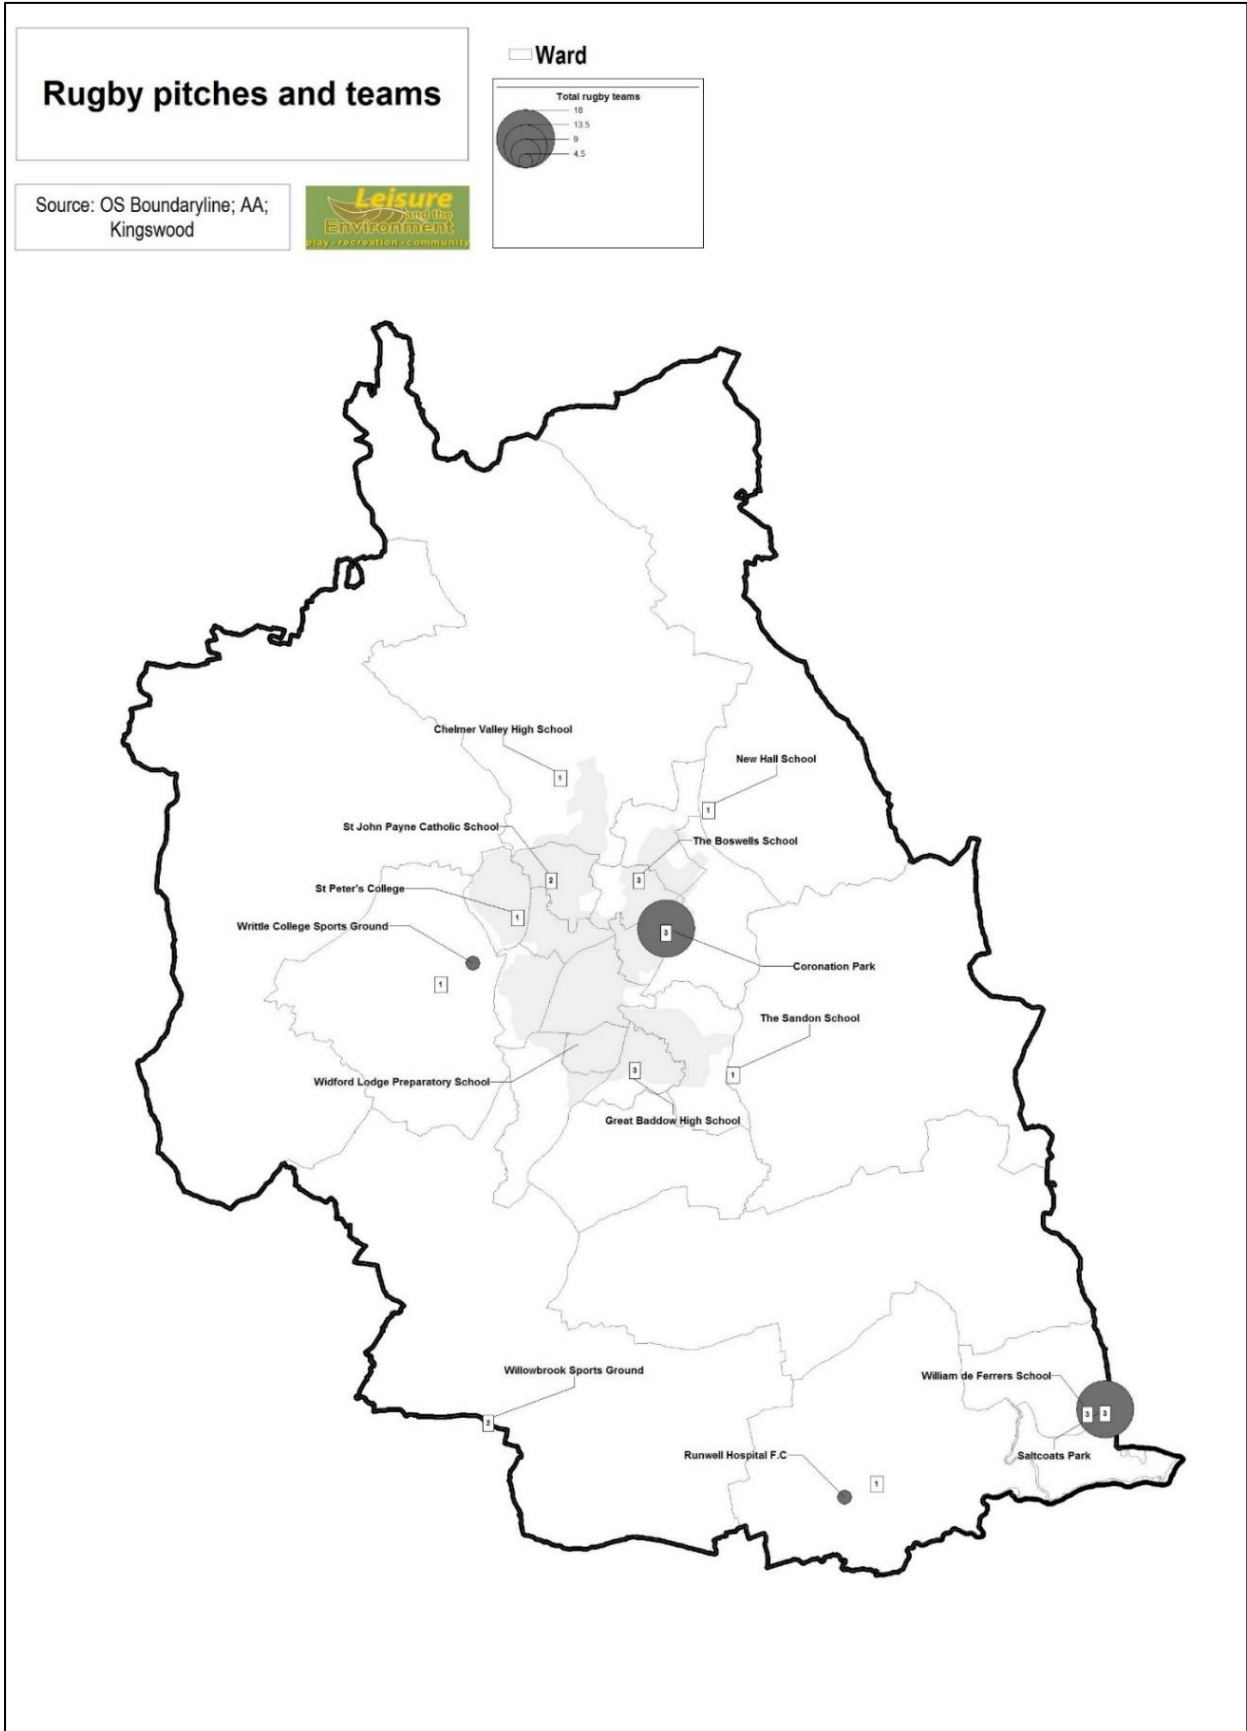 Rugby pitches and teams
Ward
Total rugby teams
18
13.5
9
4.5
Source: OS Boundaryline; AA;
Kingswood
Leisure
and the
Environment
play • recreation • community
Chelmer Valley High School
1
New Hall School
1
St John Payne Catholic School
The Boswells School
2
3
St Peter's College
1
Writtle College Sports Ground
3
Coronation Park
1
The Sandon School
Widford Lodge Preparatory School
3
1
Great Baddow High School
Willowbrook Sports Ground
William de Ferrers School
2
3
3
Runwell Hospital F.C
Saltcoats Park
1